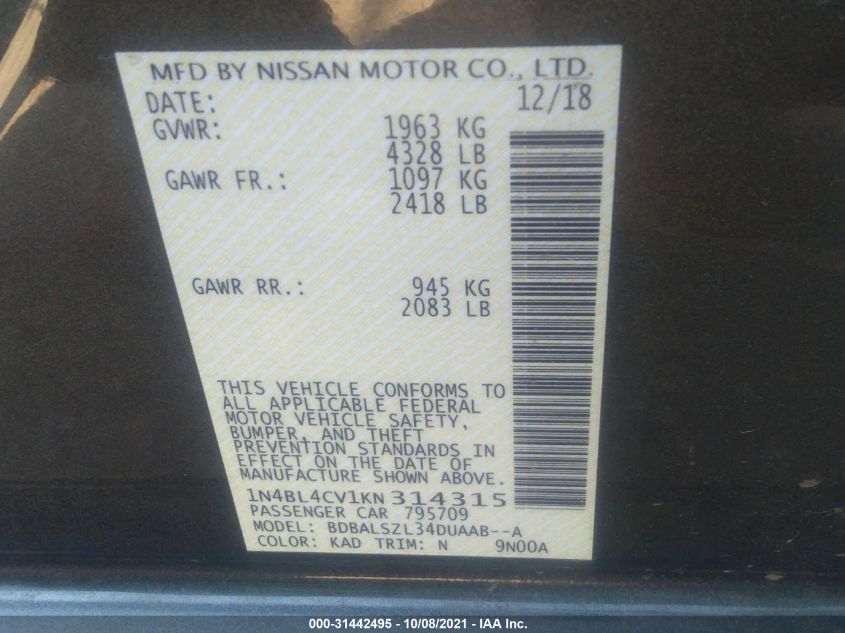 MFD BY NISSAN MOTOR CO., LTD.
DATE: 12/18
GVWR: 1963 KG
4328 LB
GAWR FR.: 1097 KG
2418 LB
GAWR RR.: 945 KG
2083 LB
THIS VEHICLE CONFORMS TO
ALL APPLICABLE FEDERAL
MOTOR VEHICLE SAFETY,
BUMPER, AND THEFT
PREVENTION STANDARDS IN
EFFECT ON THE DATE OF
MANUFACTURE SHOWN ABOVE.
1N4BL4CV1KN314315
PASSENGER CAR 795709
MODEL: BDBALSZL34DUAAB--A
COLOR: KAD TRIM: N 9N00A
000-31442495 - 10/08/2021 - IAA Inc.